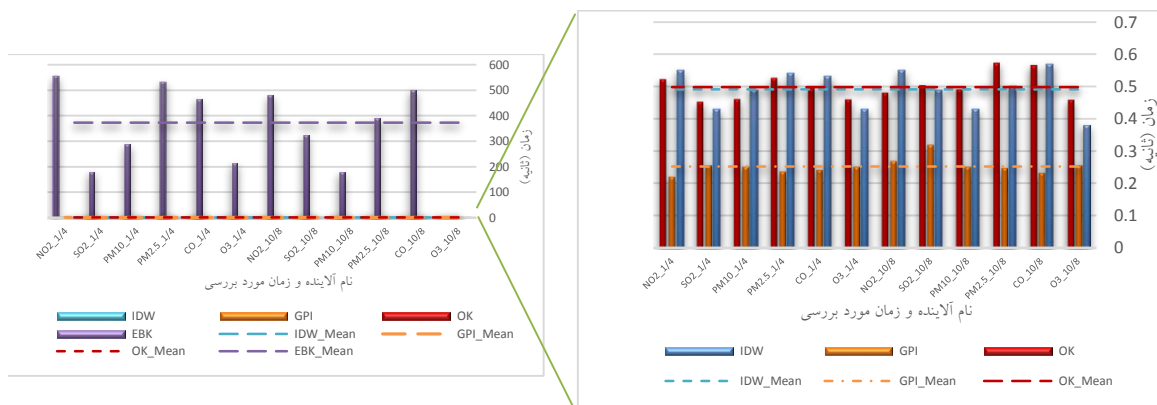 600
500
400
300
200
100
0
زمان (ثانیه)
NO2_1/4
SO2_1/4
PM10_1/4
PM2.5_1/4
CO_1/4
O3_1/4
NO2_10/8
SO2_10/8
PM10_10/8
PM2.5_10/8
CO_10/8
O3_10/8
نام آلاینده و زمان مورد بررسی
IDW GPI OK
EBK IDW_Mean GPI_Mean
OK_Mean EBK_Mean
0.7
0.6
0.5
0.4
0.3
0.2
0.1
0
زمان (ثانیه)
NO2_1/4
SO2_1/4
PM10_1/4
PM2.5_1/4
CO_1/4
O3_1/4
NO2_10/8
SO2_10/8
PM10_10/8
PM2.5_10/8
CO_10/8
O3_10/8
نام آلاینده و زمان مورد بررسی
IDW GPI OK
IDW_Mean GPI_Mean OK_Mean